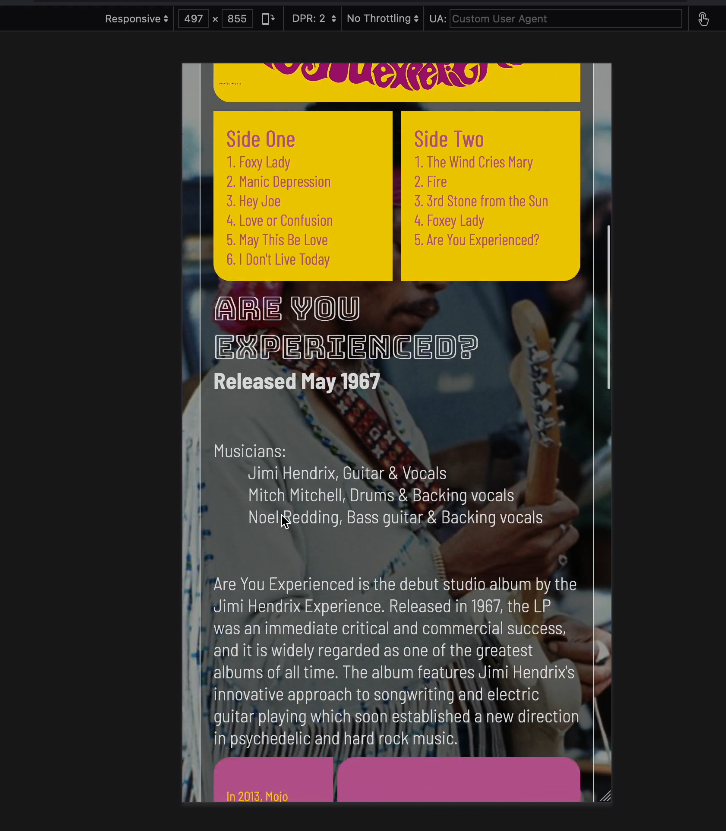 Responsive 497 x 855 DPR: 2 No Throttling UA: Custom User Agent
Side One
1. Foxy Lady
2. Manic Depression
3. Hey Joe
4. Love or Confusion
5. May This Be Love
6. I Don't Live Today
Side Two
1. The Wind Cries Mary
2. Fire
3. 3rd Stone from the Sun
4. Foxey Lady
5. Are You Experienced?
ARE YOU
EXPERIENCED?
Released May 1967
Musicians:
Jimi Hendrix, Guitar & Vocals
Mitch Mitchell, Drums & Backing vocals
Noel Redding, Bass guitar & Backing vocals
Are You Experienced is the debut studio album by the
Jimi Hendrix Experience. Released in 1967, the LP
was an immediate critical and commercial success,
and it is widely regarded as one of the greatest
albums of all time. The album features Jimi Hendrix's
innovative approach to songwriting and electric
guitar playing which soon established a new direction
in psychedelic and hard rock music.
In 2013, Mojo